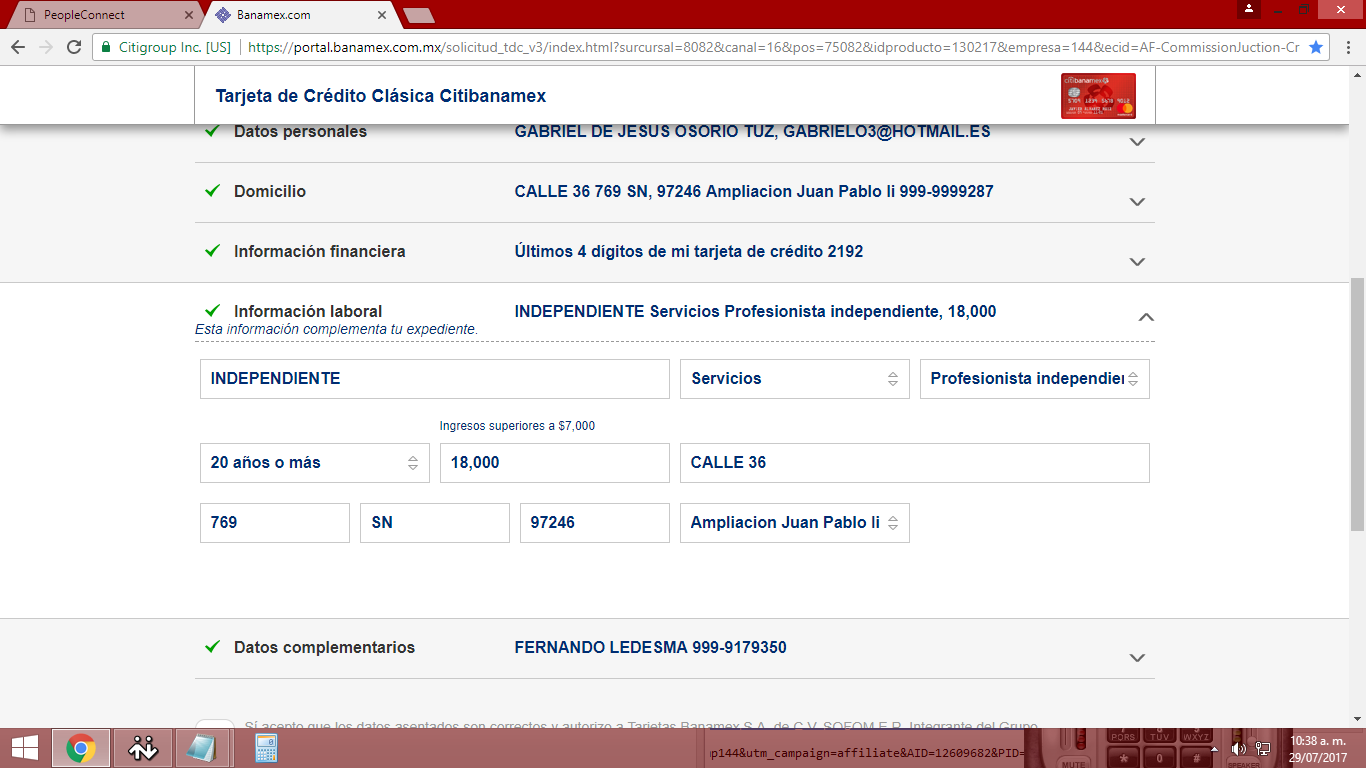 PeopleConnect
Banamex.com
Citigroup Inc. [US]
https://portal.banamex.com.mx/solicitud_tdc_v3/index.html?surcursal=8082&canal=16&pos=75082&idproducto=130217&empresa=144&ecid=AF-CommissionJuction-Cr
Tarjeta de Crédito Clásica Citibanamex
citibanamex
Datos personales GABRIEL DE JESUS OSORIO TUZ, GABRIELO3@HOTMAIL.ES
Domicilio CALLE 36 769 SN, 97246 Ampliacion Juan Pablo Ii 999-9999287
Información financiera Últimos 4 dígitos de mi tarjeta de crédito 2192
Información laboral INDEPENDIENTE Servicios Profesionista independiente, 18,000
Esta información complementa tu expediente.
INDEPENDIENTE Servicios Profesionista independier
Ingresos superiores a $7,000
20 años o más 18,000 CALLE 36
769 SN 97246 Ampliacion Juan Pablo Ii
Datos complementarios FERNANDO LEDESMA 999-9179350
Sí acepto que los datos asentados son correctos y autorizo a Tarjetas Banamex S.A. de C.V. SOFOM E.R. Integrante del Grupo
p144&utm_campaign=affiliate&AID=12609682&PID=
PQRS TUV WXYZ
* 0 #
MUTE SPEAKER
10:38 a. m.
29/07/2017